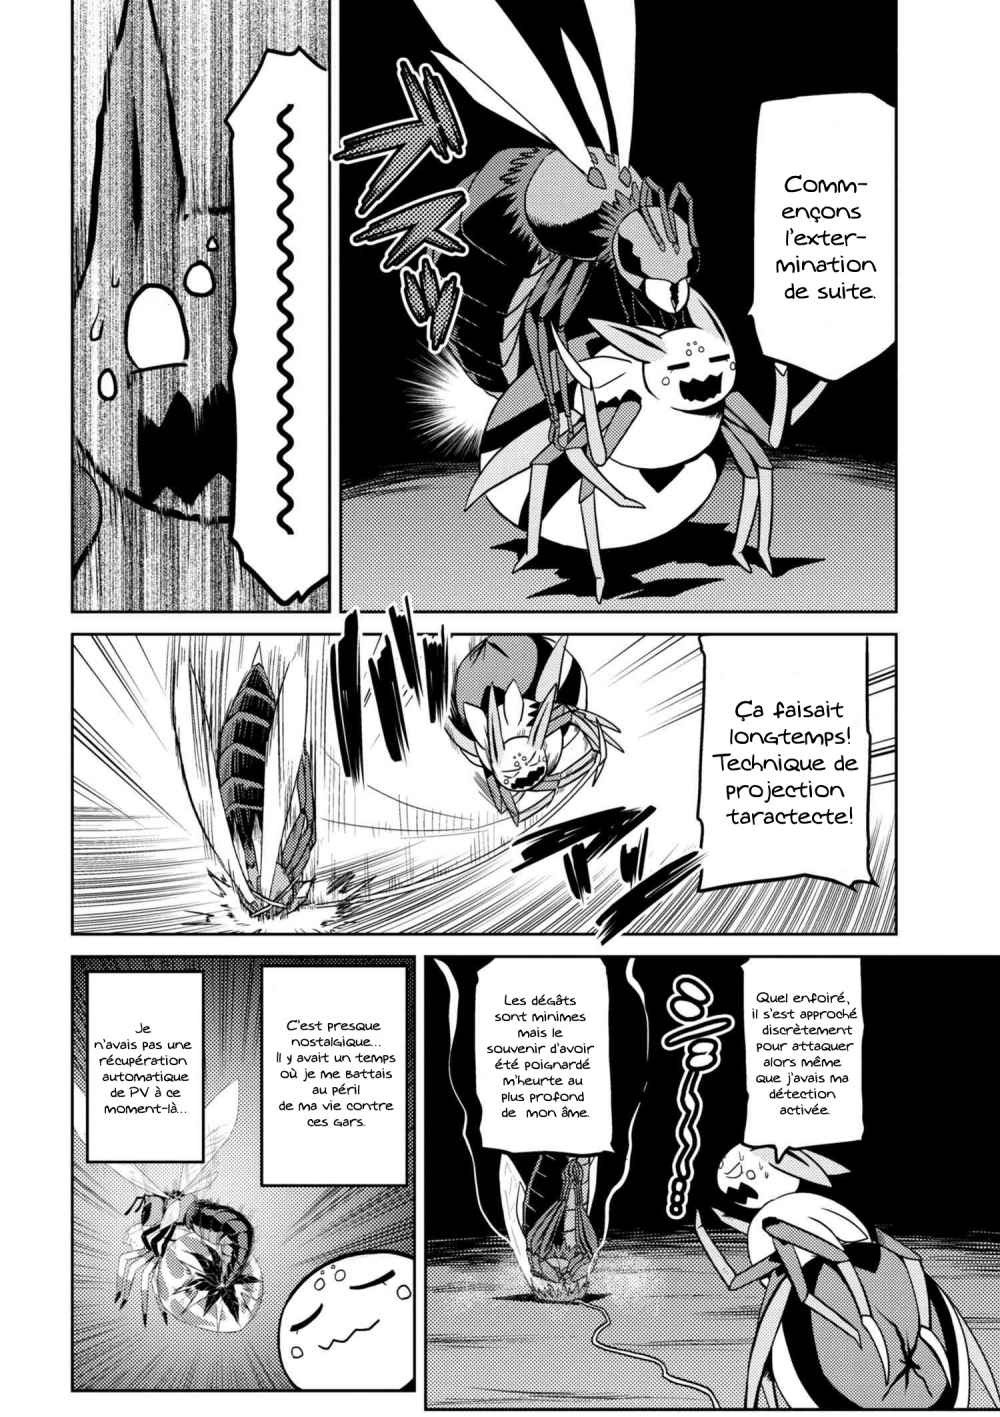 Comm-
ençons
l'exter-
mination
de suite.
ブスッ
Ça faisait
longtemps!
Technique de
projection
taractecte!
Quel enfoiré,
il s'est approché
discrètement
pour attaquer
alors même
que j'avais ma
détection
activée.
Les dégâts
sont minimes
mais le
souvenir d'avoir
été poignardé
m'heurte au
plus profond
de mon âme.
C'est presque
nostalgique...
Il y avait un temps
où je me battais
au péril
de ma vie contre
ces gars.
Je
n'avais pas une
récupération
automatique
de PV à ce
moment-là...